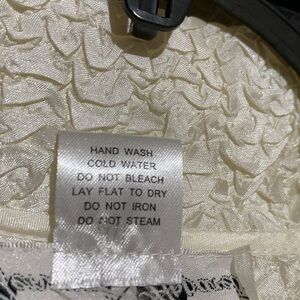 HAND WASH
COLD WATER
DO NOT BLEACH
LAY FLAT TO DRY
DO NOT IRON
DO NOT STEAM